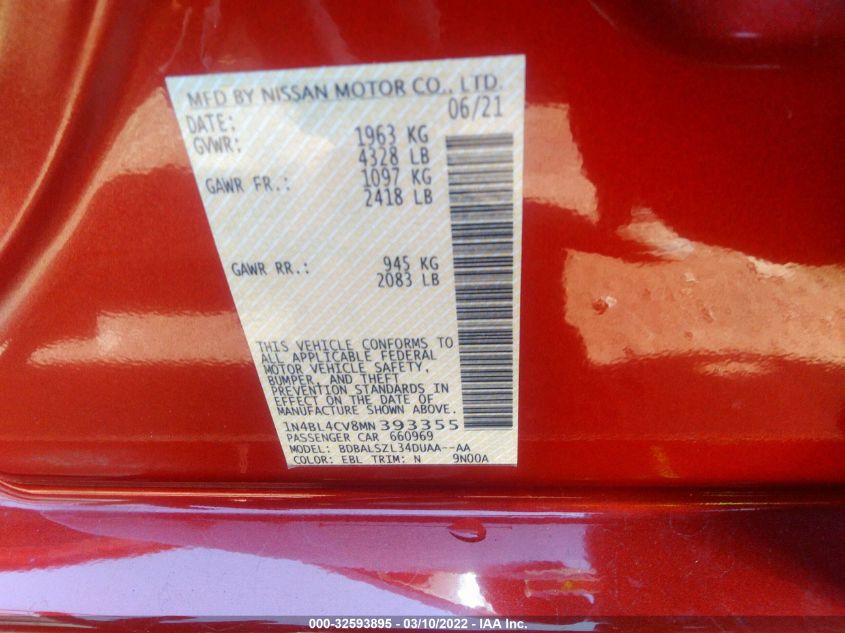 MFD BY NISSAN MOTOR CO., LTD.
DATE: 06/21
GVWR: 1963 KG
4328 LB
GAWR FR.: 1097 KG
2418 LB
GAWR RR.: 945 KG
2083 LB
THIS VEHICLE CONFORMS TO
ALL APPLICABLE FEDERAL
MOTOR VEHICLE SAFETY,
BUMPER, AND THEFT
PREVENTION STANDARDS IN
EFFECT ON THE DATE OF
MANUFACTURE SHOWN ABOVE.
1N4BL4CV8MN393355
PASSENGER CAR 660969
MODEL: BDBALSZL34DUAA--AA
COLOR: EBL TRIM: N 9N00A
000-32593895 - 03/10/2022 - IAA Inc.